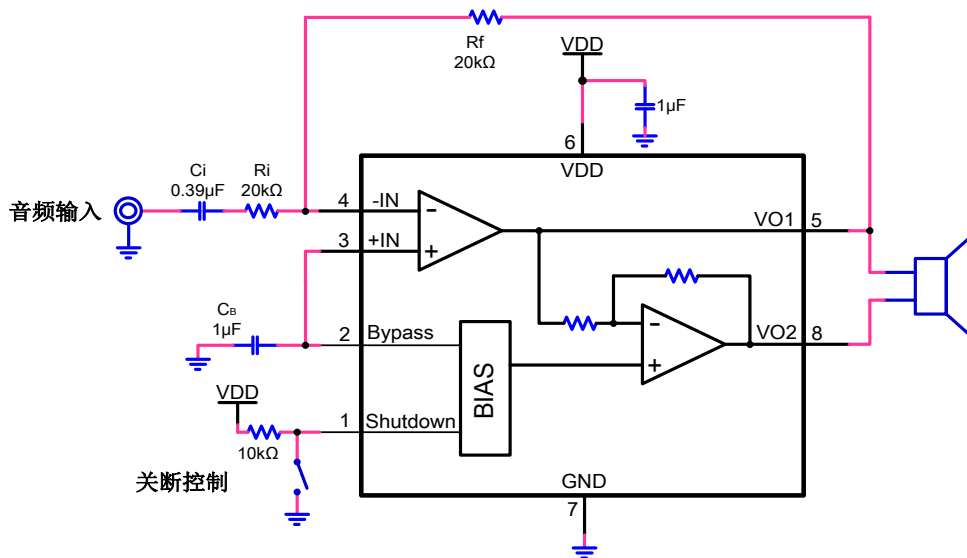 Rf
20kΩ
VDD
1µF
6
VDD
Ci
0.39µF
Ri
20kΩ
音频输入
4
-IN
3
+IN
VO1
5
CB
1µF
2
Bypass
BIAS
VO2
8
VDD
10kΩ
1
Shutdown
关断控制
GND
7